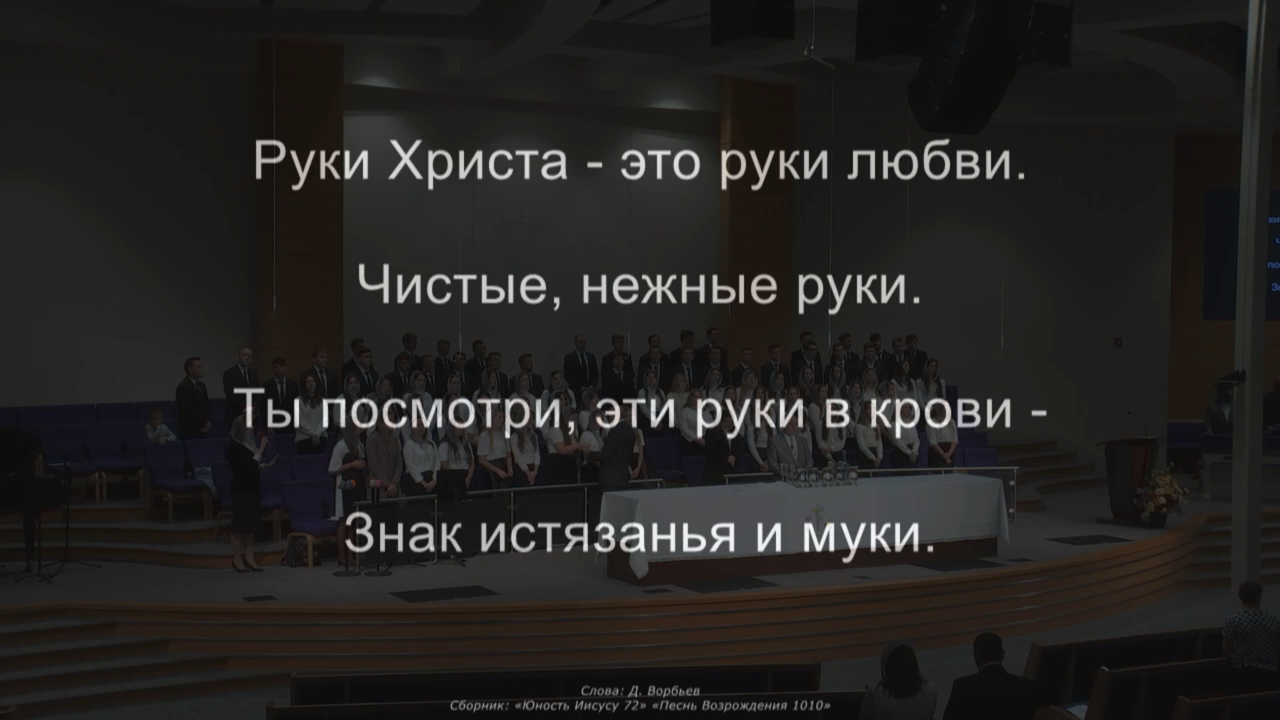 Руки Христа - это руки любви.
Чистые, нежные руки.
Ты посмотри, эти руки в крови -
Знак истязанья и муки.
Слова: Д. Ворбьев
Сборник: «Юность Иисусу 72» «Песнь Возрождения 1010»